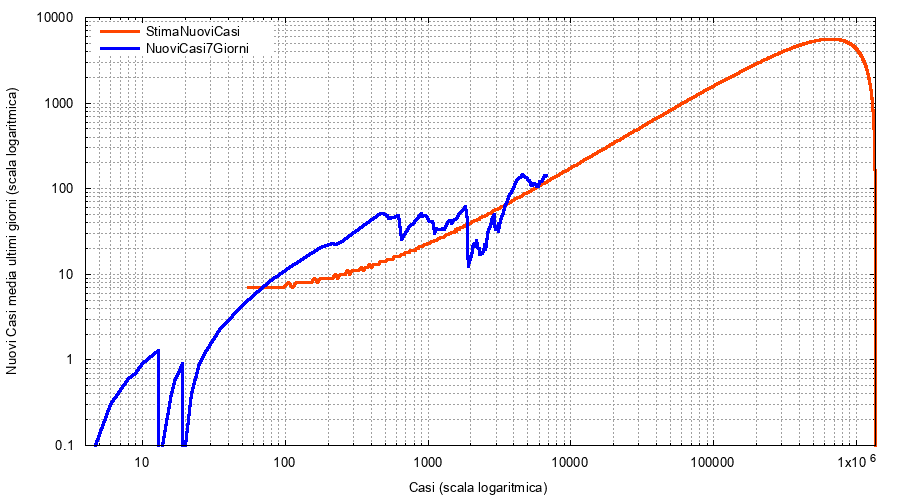 10000
1000
100
10
1
0.1
Nuovi Casi media ultimi giorni (scala logaritmica)
StimaNuoviCasi
NuoviCasi7Giorni
10 100 1000 10000 100000 1x10 6
Casi (scala logaritmica)